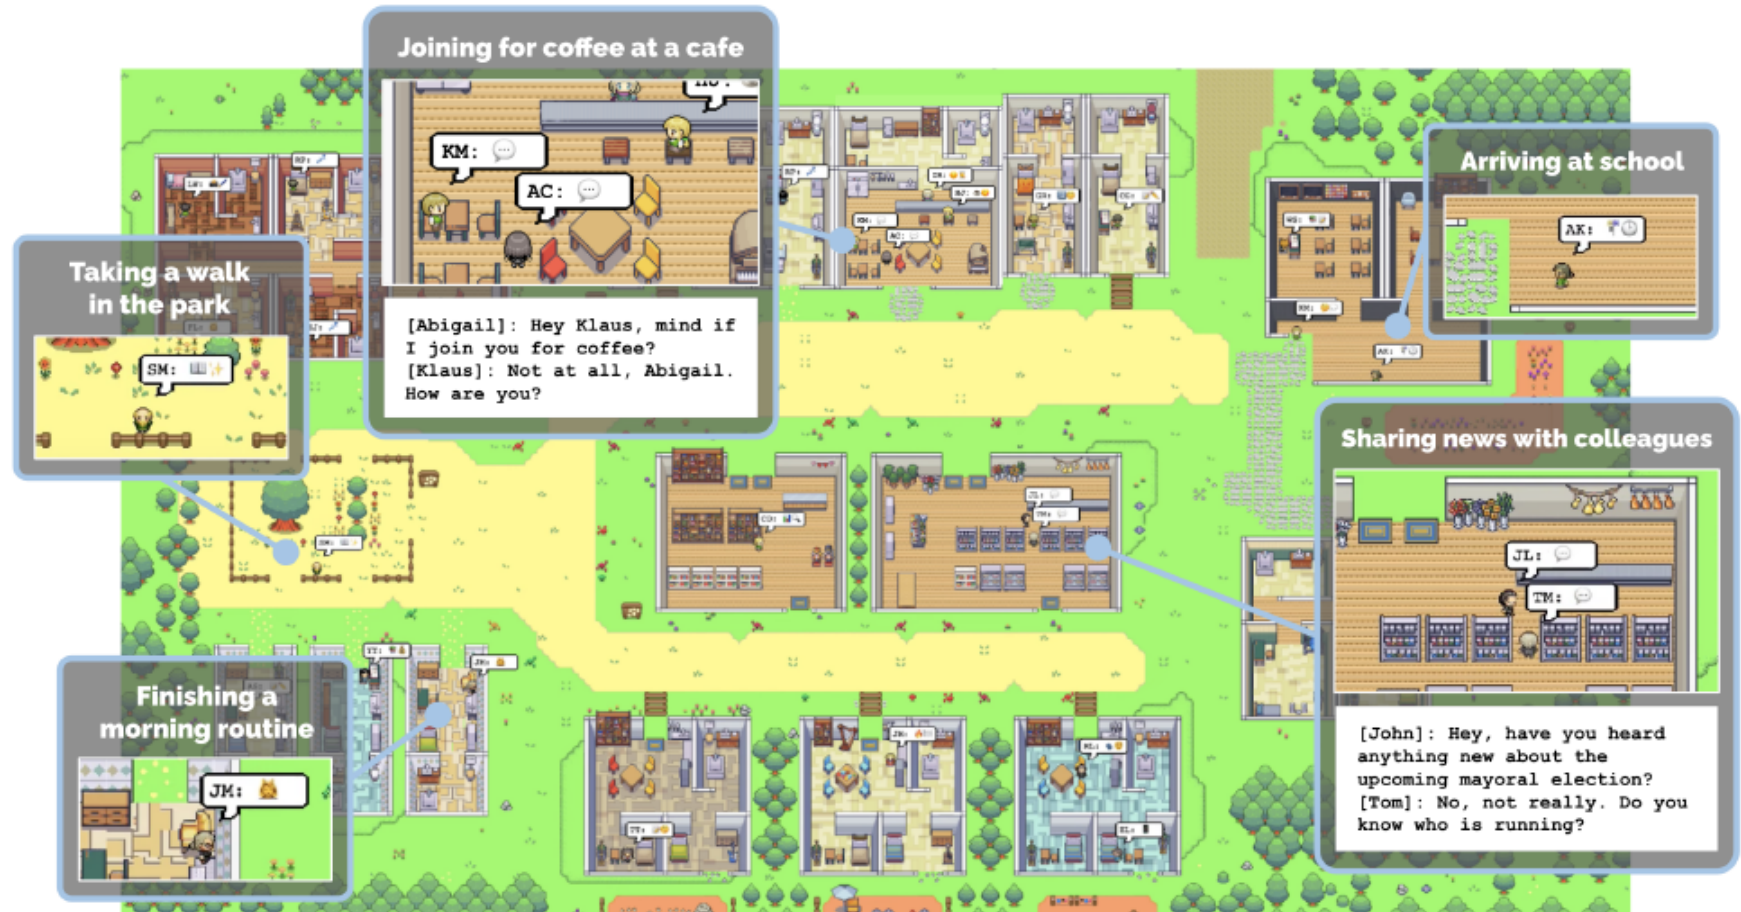 Joining for coffee at a cafe
KM:
AC:
[Abigail]: Hey Klaus, mind if
I join you for coffee?
[Klaus]: Not at all, Abigail.
How are you?
Arriving at school
AK:
Taking a walk
in the park
SM:
Sharing news with colleagues
JL:
TM:
[John]: Hey, have you heard
anything new about the
upcoming mayoral election?
[Tom]: No, not really. Do you
know who is running?
Finishing a
morning routine
JM: